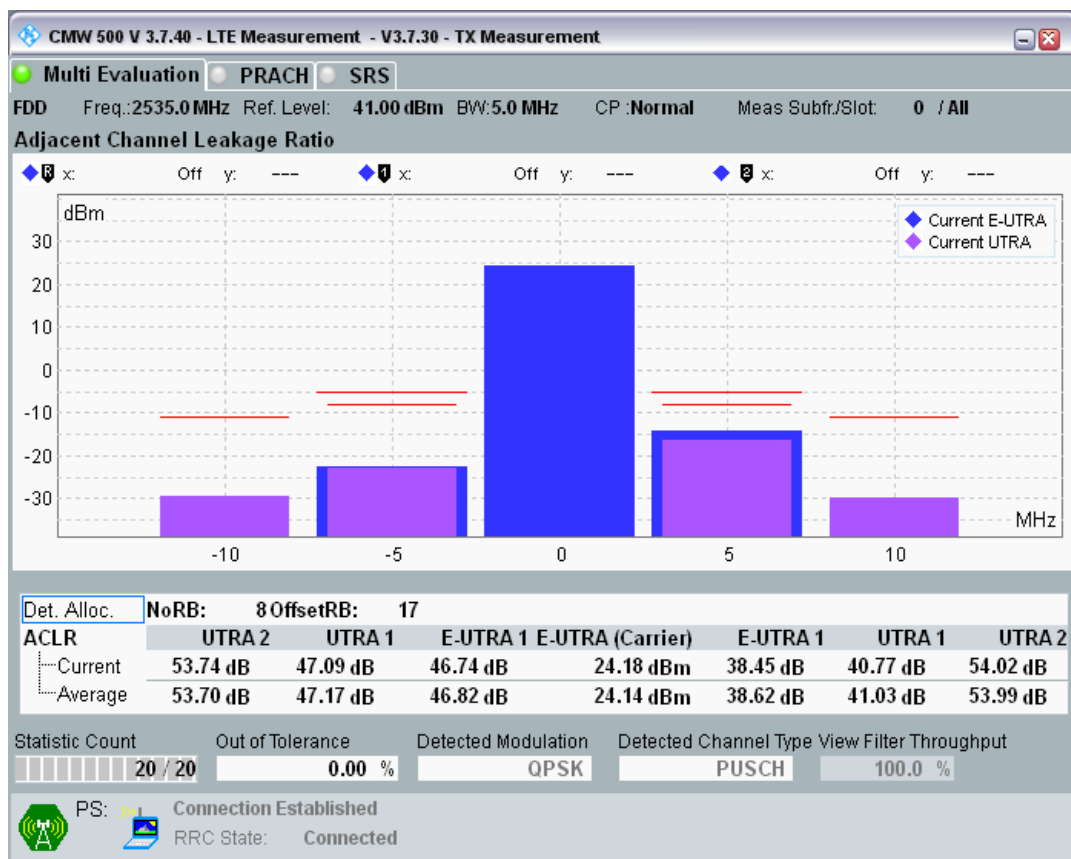 CMW 500 V 3.7.40 - LTE Measurement - V3.7.30 - TX Measurement
Multi Evaluation PRACH SRS
FDD Freq.:2535.0 MHz Ref. Level: 41.00 dBm BW:5.0 MHz CP :Normal Meas Subfr./Slot: 0 / All
Adjacent Channel Leakage Ratio
R x: Off y: --- 1 x: Off y: --- 2 x: Off y: ---
dBm
Current E-UTRA
Current UTRA
30
20
10
0
-10
-20
-30
MHz
-10 -5 0 5 10
Det. Alloc. NoRB: 8 OffsetRB: 17
ACLR UTRA 2 UTRA 1 E-UTRA 1 E-UTRA (Carrier) E-UTRA 1 UTRA 1 UTRA 2
Current 53.74 dB 47.09 dB 46.74 dB 24.18 dBm 38.45 dB 40.77 dB 54.02 dB
Average 53.70 dB 47.17 dB 46.82 dB 24.14 dBm 38.62 dB 41.03 dB 53.99 dB
Statistic Count Out of Tolerance Detected Modulation Detected Channel Type View Filter Throughput
20 / 20 0.00 % QPSK PUSCH 100.0 %
PS: Connection Established
RRC State: Connected